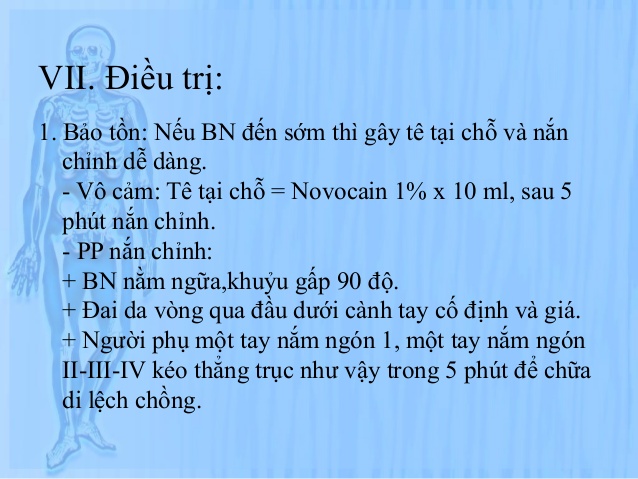 VII. Điều trị:
1. Bảo tồn: Nếu BN đến sớm thì gây tê tại chỗ và nắn
chỉnh dễ dàng.
- Vô cảm: Tê tại chỗ = Novocain 1% x 10 ml, sau 5
phút nắn chỉnh.
- PP nắn chỉnh:
+ BN nằm ngữa,khuỷu gấp 90 độ.
+ Đai da vòng qua đầu dưới cành tay cố định và giá.
+ Người phụ một tay nắm ngón 1, một tay nắm ngón
II-III-IV kéo thẳng trục như vậy trong 5 phút để chữa
di lệch chồng.